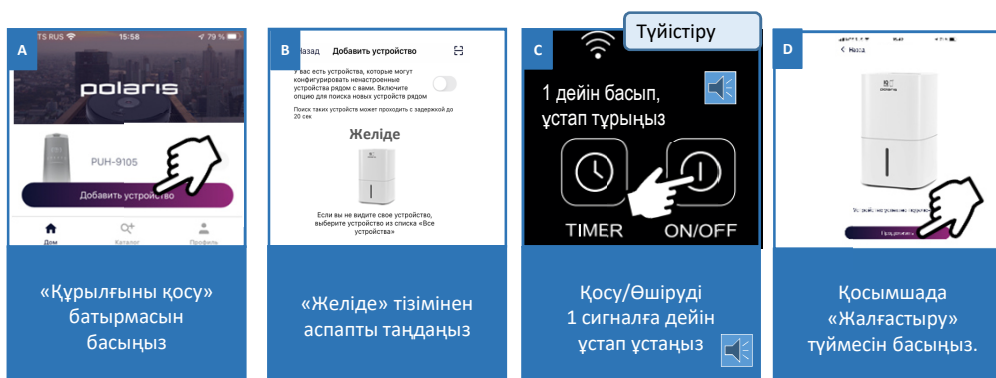 A
TS RUS 15:58 79 %
polaris
PUH-9105
Добавить устройство
Дом Каталог Профиль
«Құрылғыны қосу»
батырмасын
басыңыз
B
Назад Добавить устройство
У вас есть устройства, которые могут
конфигурировать ненастроенные
устройства рядом с вами. Включите
опцию для поиска новых устройств рядом
Поиск таких устройств может проходить с задержкой до
20 сек
Желіде
Если вы не видите свое устройство,
выберите устройство из списка «Все
устройства»
«Желіде» тізімінен
аспапты таңдаңыз
C
Түйістіру
1 дейін басып,
ұстап тұрыңыз
TIMER ON/OFF
Қосу/Өшіруді
1 сигналға дейін
ұстап ұстаңыз
D
Назад
polaris
Устройство успешно
Продолжить
Қосымшада
«Жалғастыру»
түймесін басыңыз.